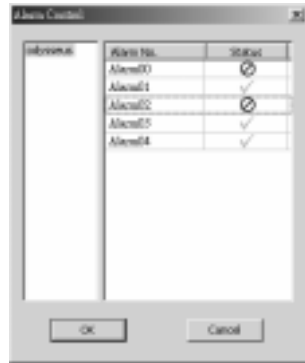 Alarm Control
odysseus
Alarm No. Status
Alarm00
Alarm01
Alarm02
Alarm03
Alarm04
OK Cancel